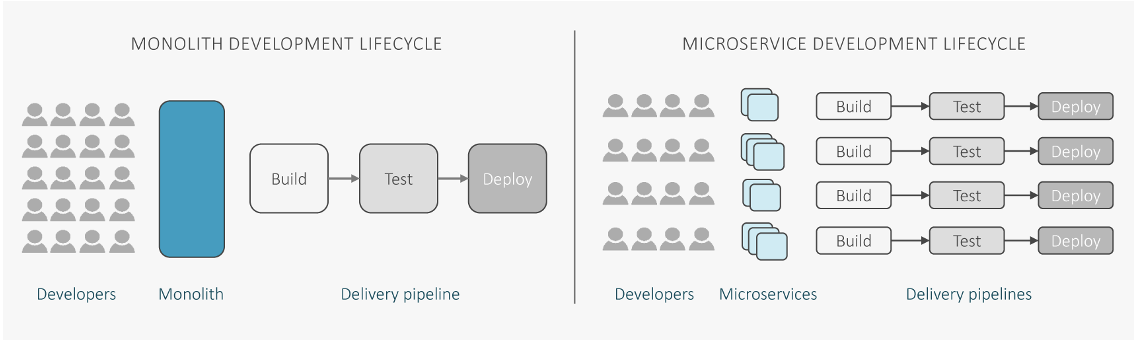 MONOLITH DEVELOPMENT LIFECYCLE
Build
Test
Deploy
Developers
Monolith
Delivery pipeline
MICROSERVICE DEVELOPMENT LIFECYCLE
Build
Test
Deploy
Build
Test
Deploy
Build
Test
Deploy
Build
Test
Deploy
Developers
Microservices
Delivery pipelines